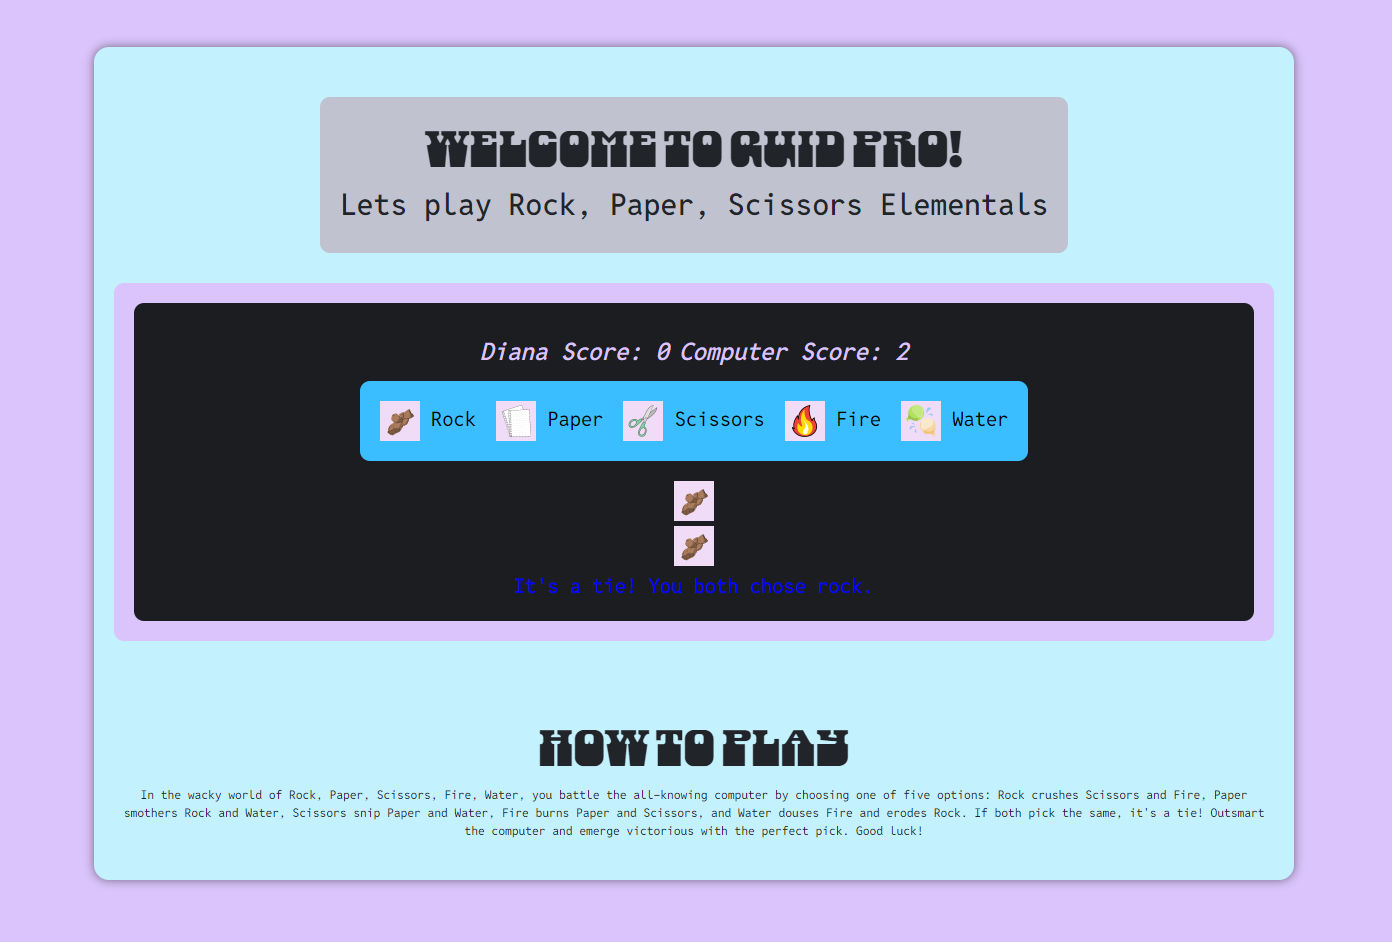 WELCOME TO QUID PRO!
Lets play Rock, Paper, Scissors Elementals
Diana Score: 0 Computer Score: 2
Rock Paper Scissors Fire Water
It's a tie! You both chose rock.
HOW TO PLAY
In the wacky world of Rock, Paper, Scissors, Fire, Water, you battle the all-knowing computer by choosing one of five options: Rock crushes Scissors and Fire, Paper
smothers Rock and Water, Scissors snip Paper and Water, Fire burns Paper and Scissors, and Water douses Fire and erodes Rock. If both pick the same, it's a tie! Outsmart
the computer and emerge victorious with the perfect pick. Good luck!